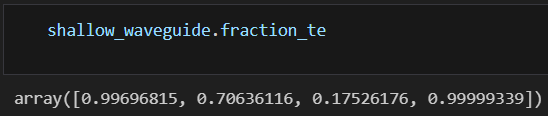 shallow_waveguide.fraction_te
array([0.99696815, 0.70636116, 0.17526176, 0.99999339])